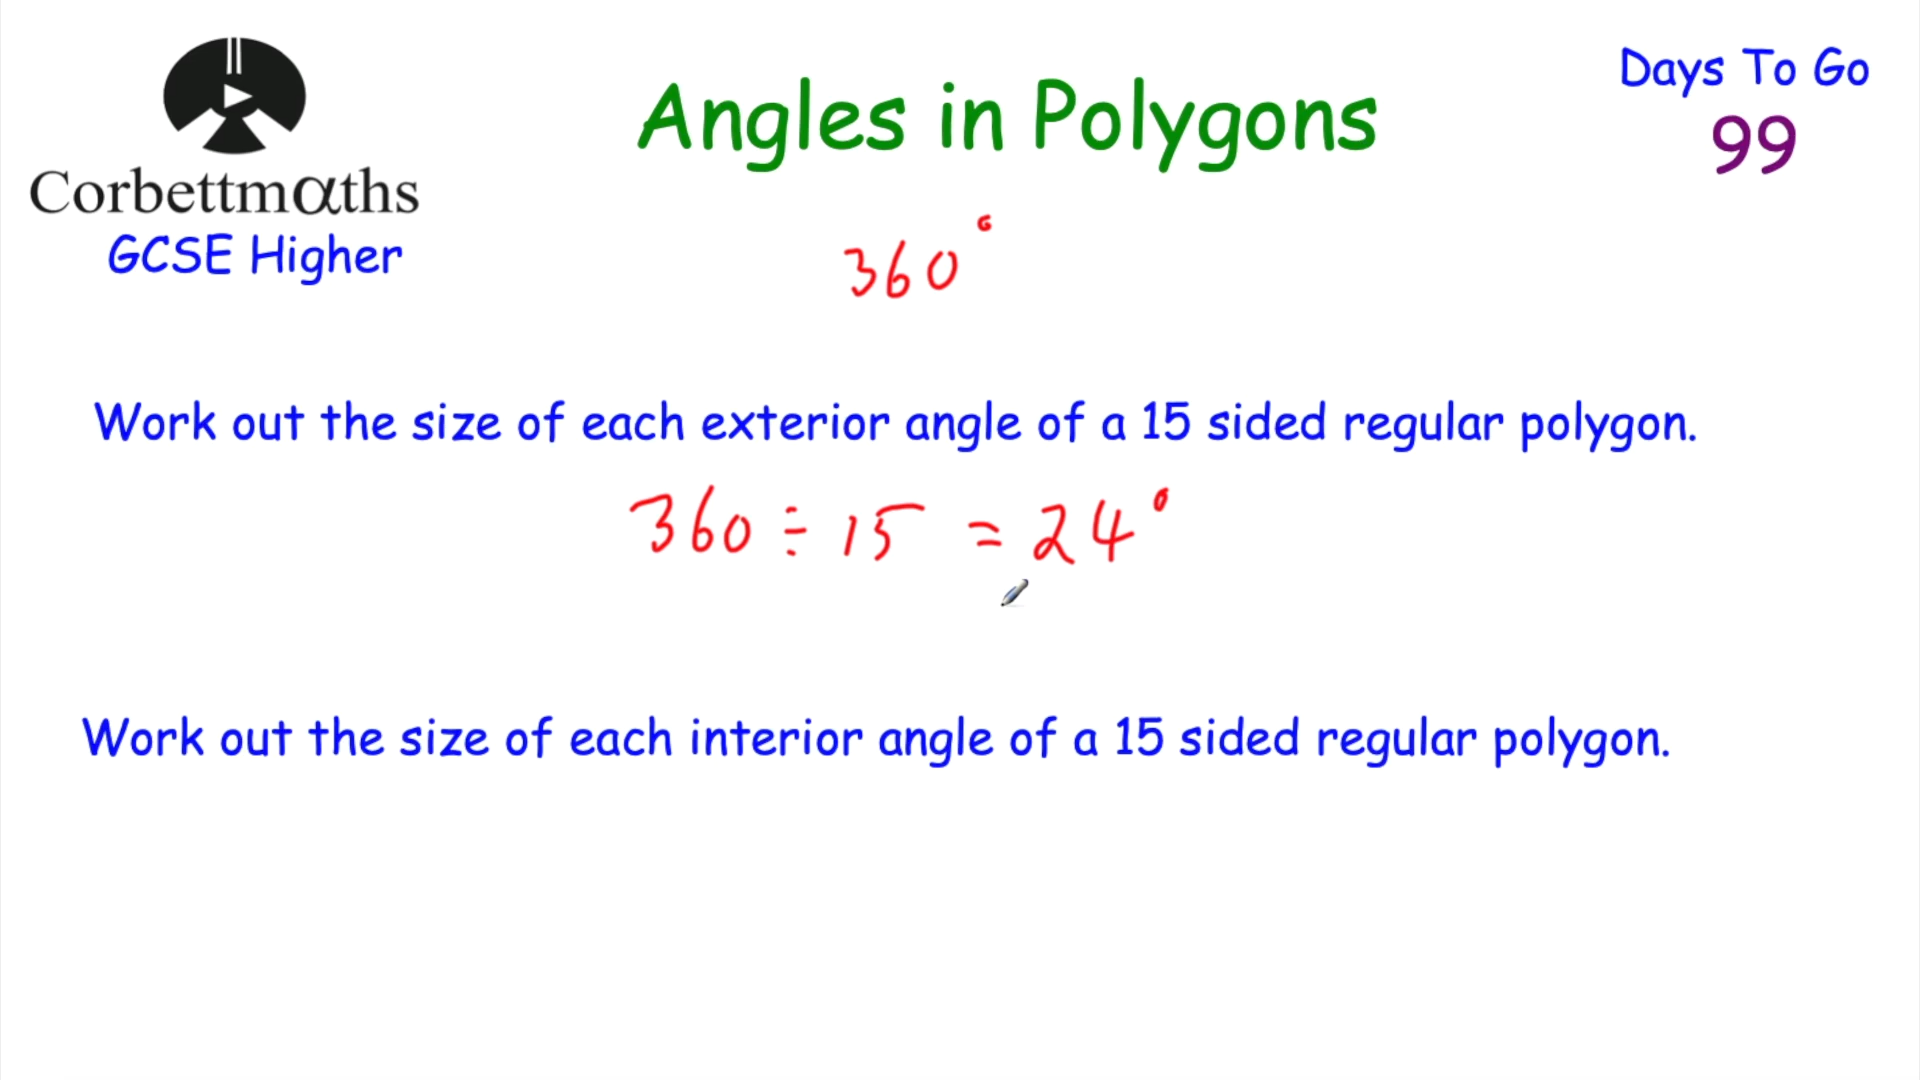 Corbettmαths
GCSE Higher
Angles in Polygons
Days To Go
99
360°
Work out the size of each exterior angle of a 15 sided regular polygon.
360 ÷ 15 = 24°
Work out the size of each interior angle of a 15 sided regular polygon.